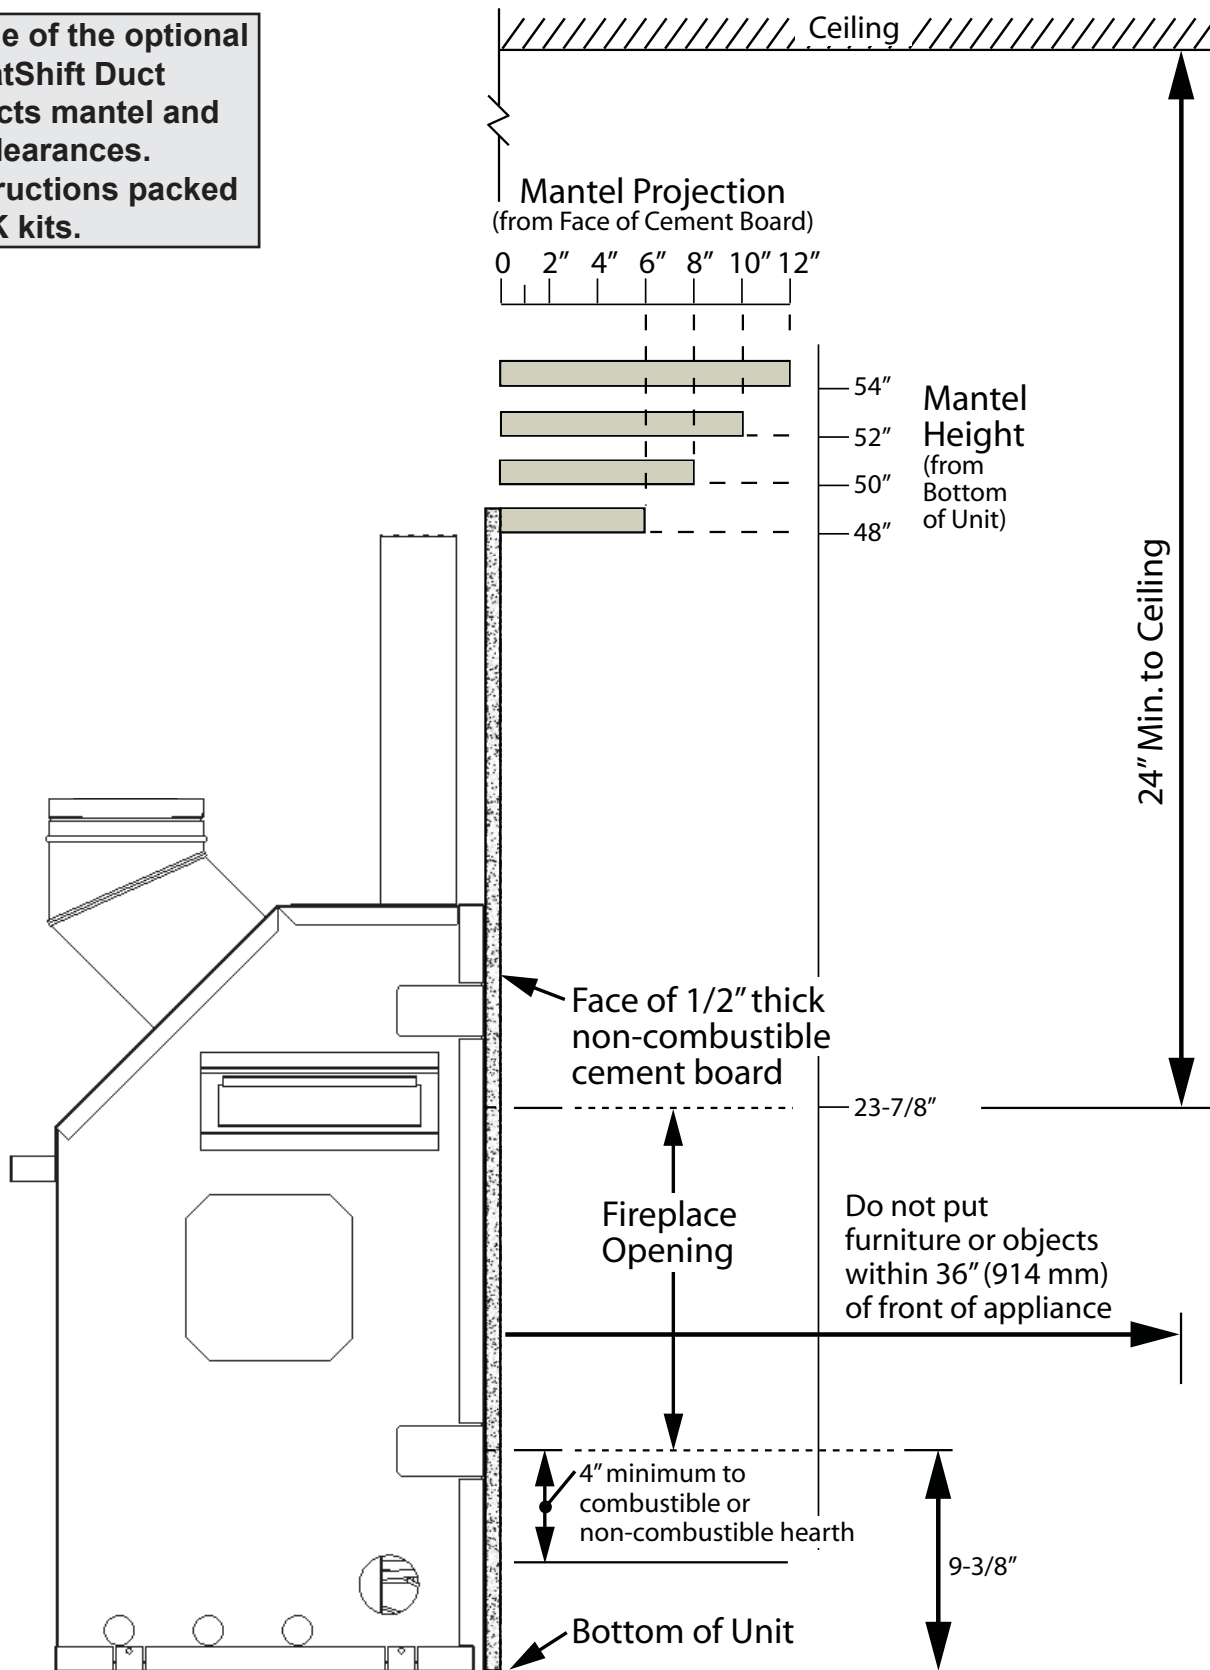 e of the optional
atShift Duct
cts mantel and
learances.
ructions packed
K kits.
Ceiling
Mantel Projection
(from Face of Cement Board)
0 2” 4” 6” 8” 10” 12”
54”
52”
50”
48”
Mantel
Height
(from
Bottom
of Unit)
24” Min. to Ceiling
Face of 1/2” thick
non-combustible
cement board
23-7/8”
Fireplace
Opening
Do not put
furniture or objects
within 36” (914 mm)
of front of appliance
4” minimum to
combustible or
non-combustible hearth
9-3/8”
Bottom of Unit